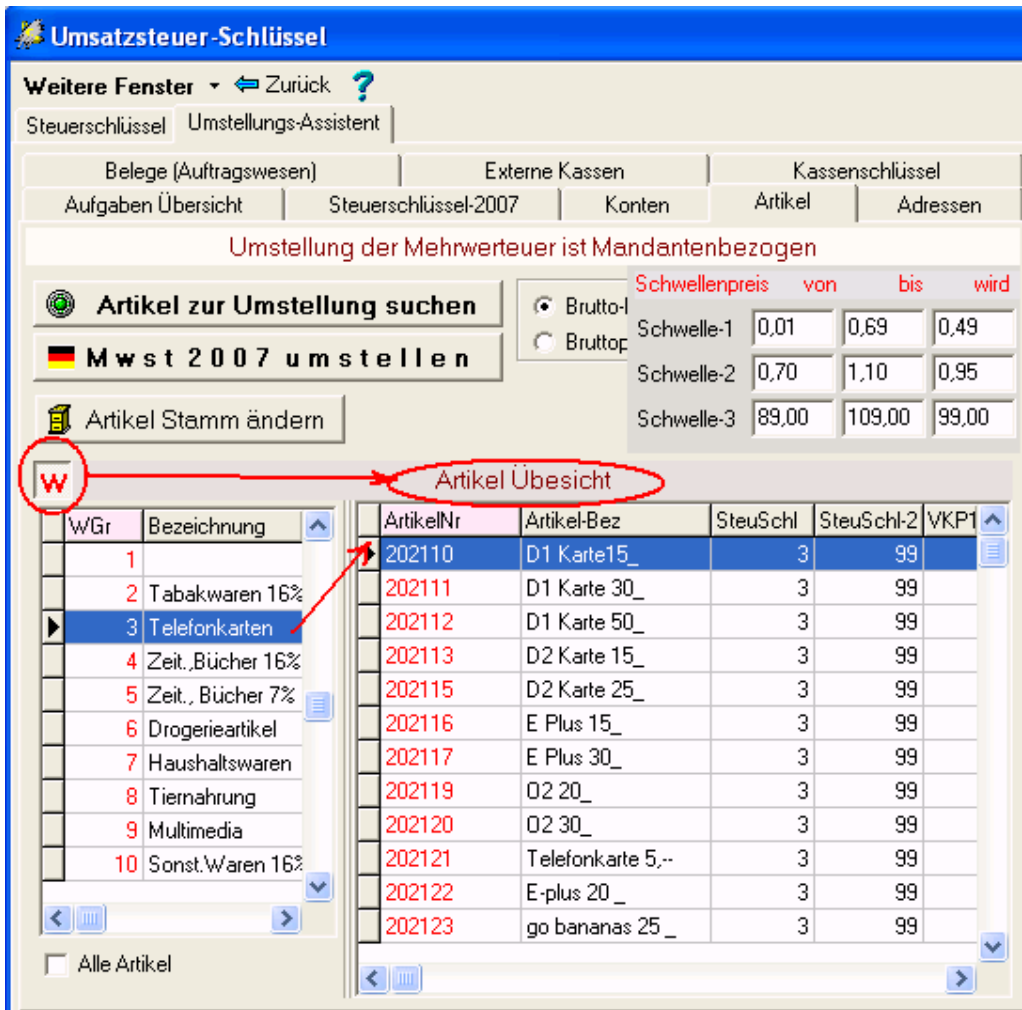 Umsatzsteuer-Schlüssel
Weitere Fenster Zurück ?
Steuerschlüssel Umstellungs-Assistent
Belege (Auftragswesen) Externe Kassen Kassenschlüssel
Aufgaben Übersicht Steuerschlüssel-2007 Konten Artikel Adressen
Umstellung der Mehrwerteuer ist Mandantenbezogen
Artikel zur Umstellung suchen
Mwst 2007 umstellen
Artikel Stamm ändern
Brutto-
Bruttop
Schwellenpreis von bis wird
Schwelle-1 0,01 0,69 0,49
Schwelle-2 0,70 1,10 0,95
Schwelle-3 89,00 109,00 99,00
W
Artikel Übesicht
WGr Bezeichnung
1
2 Tabakwaren 16%
3 Telefonkarten
4 Zeit.,Bücher 16%
5 Zeit., Bücher 7%
6 Drogerieartikel
7 Haushaltswaren
8 Tiernahrung
9 Multimedia
10 Sonst.Waren 16%
Alle Artikel
ArtikelNr Artikel-Bez SteuSchl SteuSchl-2 VKP1
202110 D1 Karte15_ 3 99
202111 D1 Karte 30_ 3 99
202112 D1 Karte 50_ 3 99
202113 D2 Karte 15_ 3 99
202115 D2 Karte 25_ 3 99
202116 E Plus 15_ 3 99
202117 E Plus 30_ 3 99
202119 O2 20_ 3 99
202120 O2 30_ 3 99
202121 Telefonkarte 5,-- 3 99
202122 E-plus 20 _ 3 99
202123 go bananas 25 _ 3 99